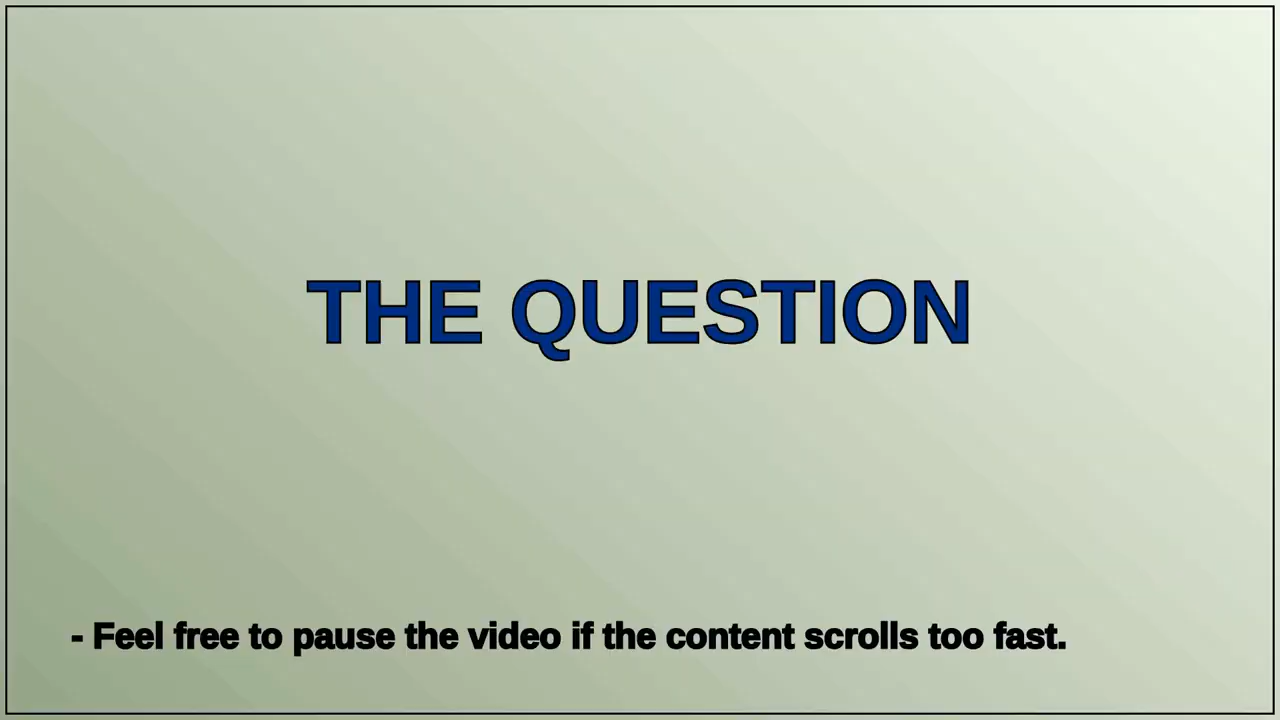 THE QUESTION
- Feel free to pause the video if the content scrolls too fast.